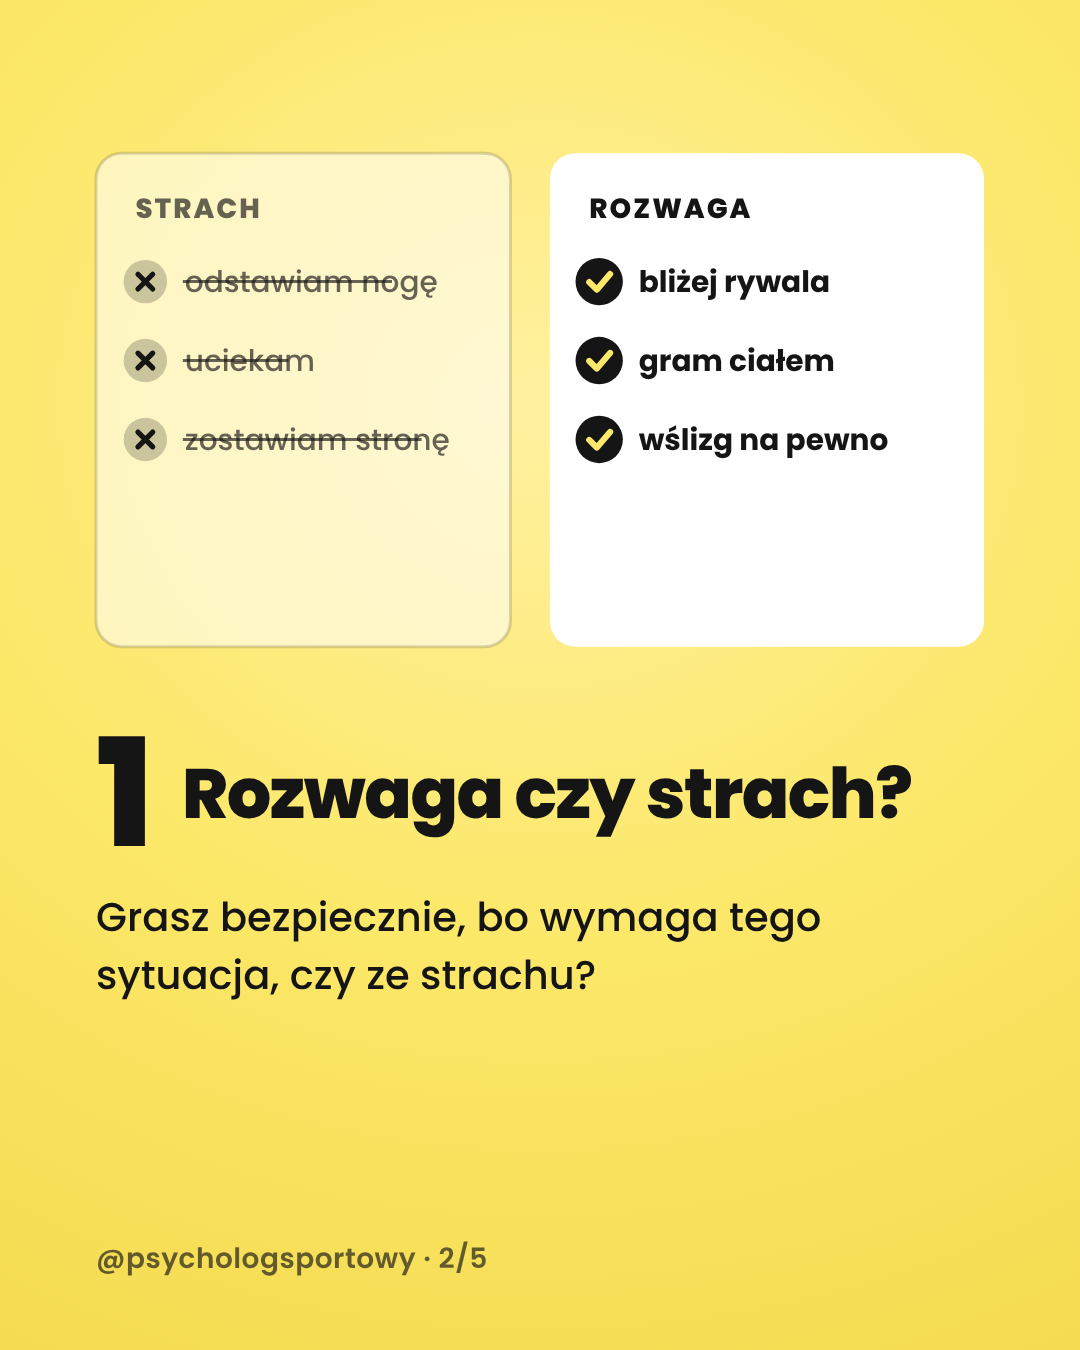 STRACH
odstawiam nogę
uciekam
zostawiam stronę
ROZWAGA
bliżej rywala
gram ciałem
wślizg na pewno
1 Rozwaga czy strach?
Grasz bezpiecznie, bo wymaga tego
sytuacja, czy ze strachu?
@psychologsportowy · 2/5